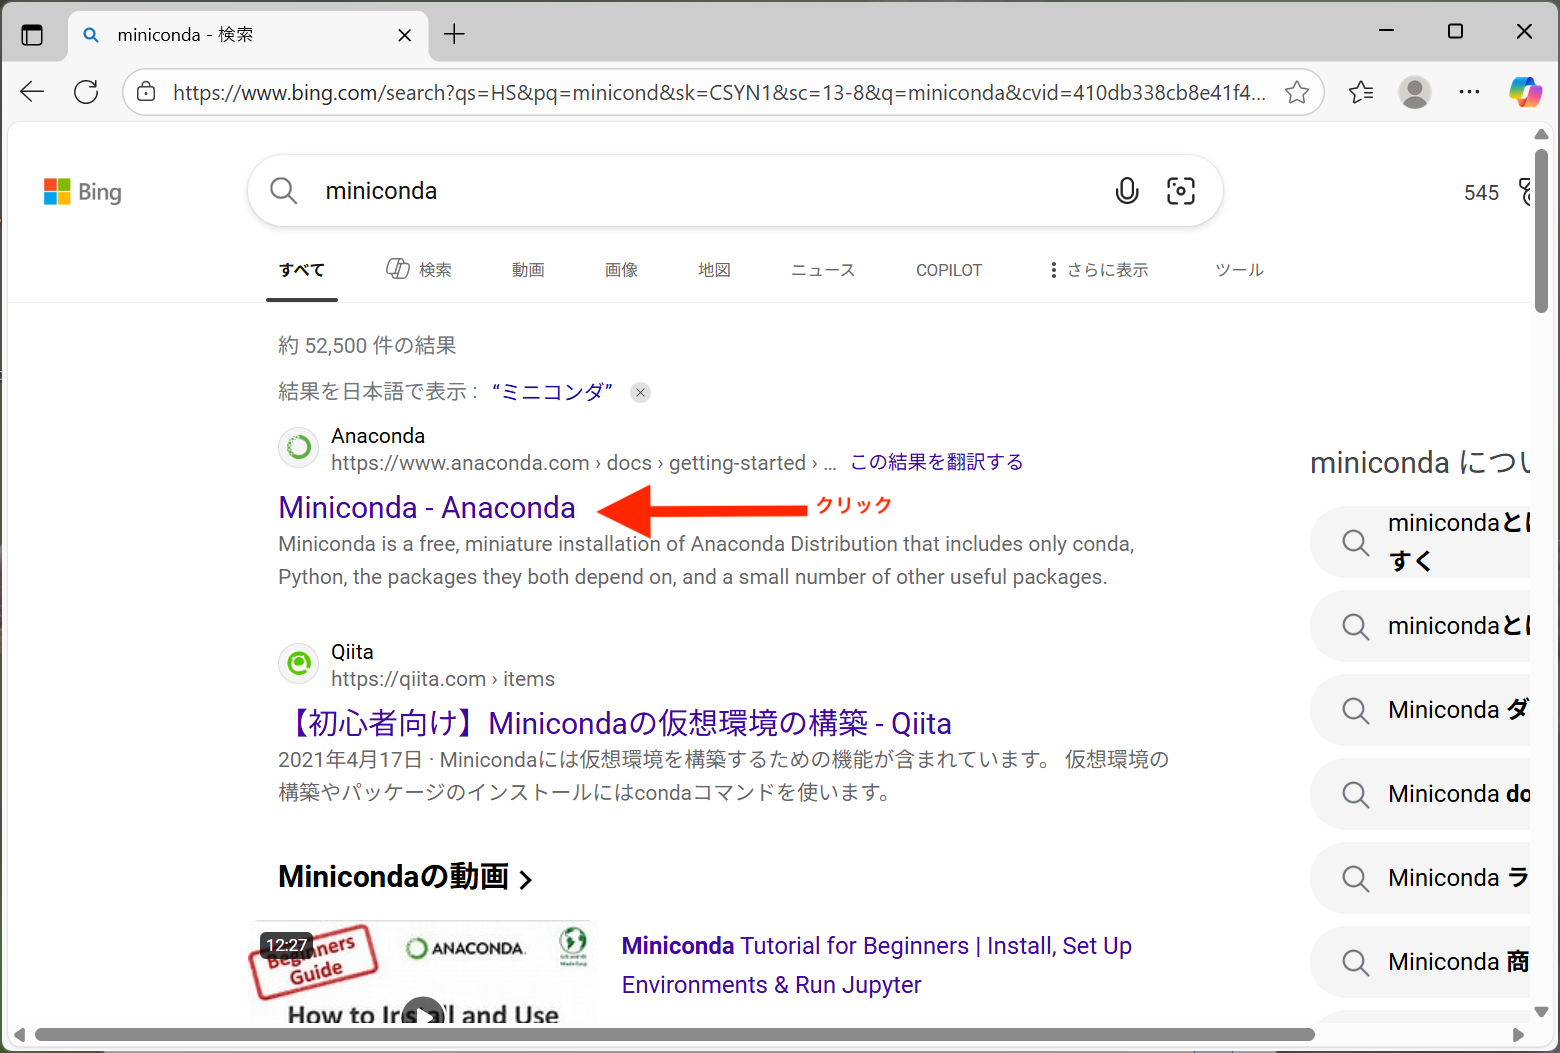 miniconda - 検索
https://www.bing.com/search?qs=HS&pq=minicond&sk=CSYN1&sc=13-8&q=miniconda&cvid=410db338cb8e41f4...
Bing
miniconda
545
すべて
検索
動画
画像
地図
ニュース
COPILOT
さらに表示
ツール
約 52,500 件の結果
結果を日本語で表示 : “ミニコンダ”
Anaconda
https://www.anaconda.com › docs › getting-started › ... この結果を翻訳する
Miniconda - Anaconda
クリック
Miniconda is a free, miniature installation of Anaconda Distribution that includes only conda,
Python, the packages they both depend on, and a small number of other useful packages.
Qiita
https://qiita.com › items
【初心者向け】Minicondaの仮想環境の構築 - Qiita
2021年4月17日 · Minicondaには仮想環境を構築するための機能が含まれています。 仮想環境の
構築やパッケージのインストールにはcondaコマンドを使います。
Minicondaの動画
12:27
Beginners
Guide
ANACONDA.
How to Install and Use
Miniconda Tutorial for Beginners | Install, Set Up
Environments & Run Jupyter
miniconda につい
minicondaとは
すく
minicondaとは
Miniconda ダ
Miniconda do
Miniconda ラ
Miniconda 商